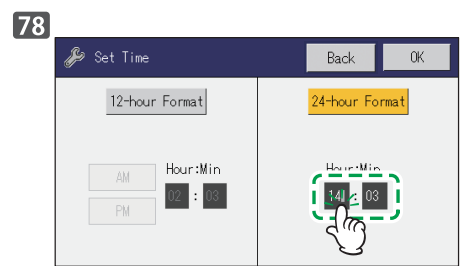 78
Set Time
Back
OK
12-hour Format
24-hour Format
AM
PM
Hour:Min
02 : 03
Hour:Min
14 : 03